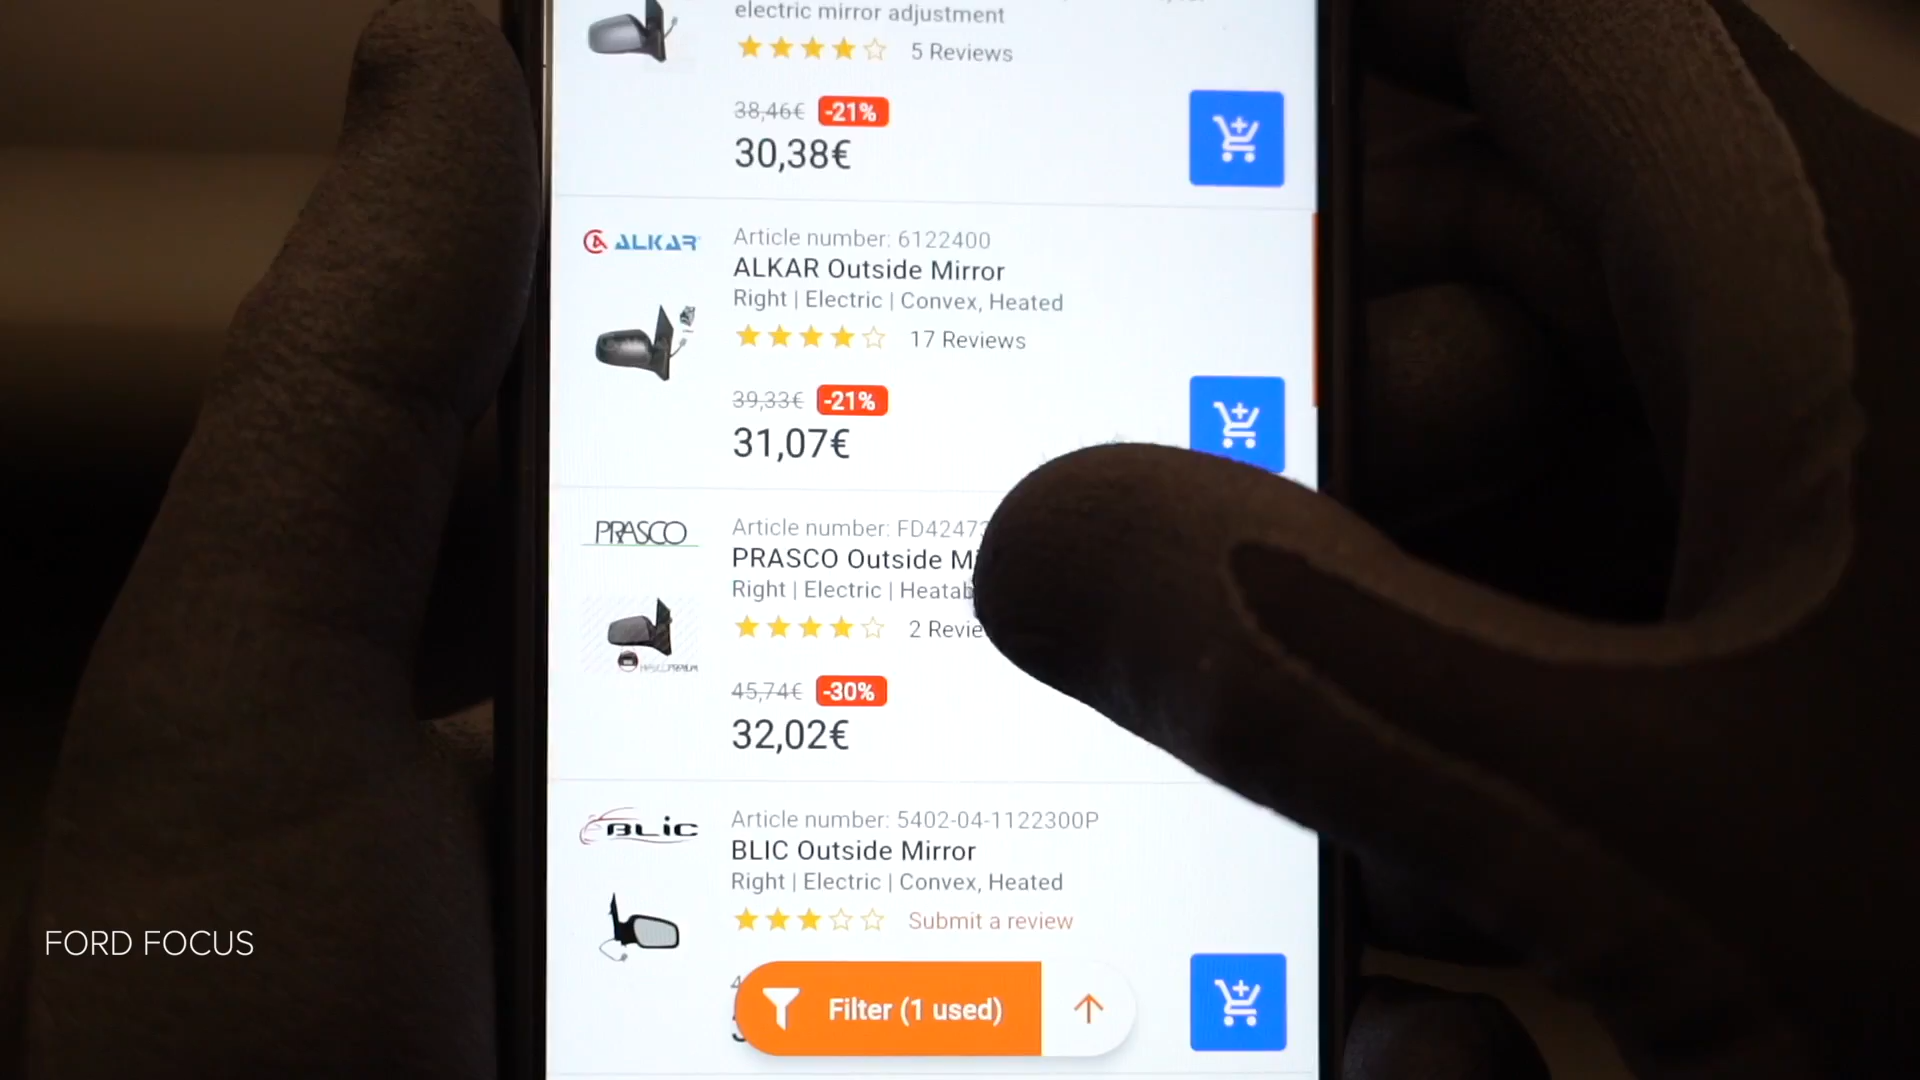 electric mirror adjustment
5 Reviews
38,46€ -21%
30,38€
ALKAR
Article number: 6122400
ALKAR Outside Mirror
Right | Electric | Convex, Heated
17 Reviews
39,33€ -21%
31,07€
PRASCO
Article number: FD42473
PRASCO Outside Mi
Right | Electric | Heatab
2 Revie
45,74€ -30%
32,02€
BLIC
Article number: 5402-04-1122300P
BLIC Outside Mirror
Right | Electric | Convex, Heated
Submit a review
Filter (1 used)
FORD FOCUS